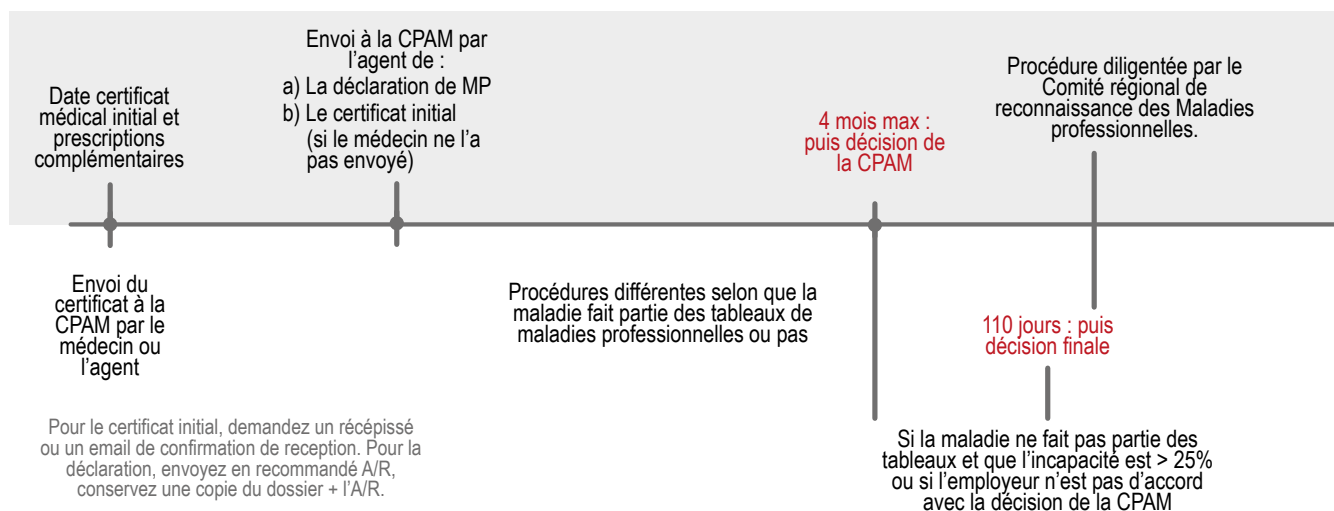 Date certificat
médical initial et
prescriptions
complémentaires
Envoi à la CPAM par
l'agent de :
a) La déclaration de MP
b) Le certificat initial
(si le médecin ne l'a
pas envoyé)
4 mois max :
puis décision de
la CPAM
Procédure diligentée par le
Comité régional de
reconnaissance des Maladies
professionnelles.
Envoi du
certificat à la
CPAM par le
médecin ou
l'agent
Procédures différentes selon que la
maladie fait partie des tableaux de
maladies professionnelles ou pas
110 jours : puis
décision finale
Pour le certificat initial, demandez un récépissé
ou un email de confirmation de reception. Pour la
déclaration, envoyez en recommandé A/R,
conservez une copie du dossier + l'A/R.
Si la maladie ne fait pas partie des
tableaux et que l'incapacité est > 25%
ou si l'employeur n'est pas d'accord
avec la décision de la CPAM